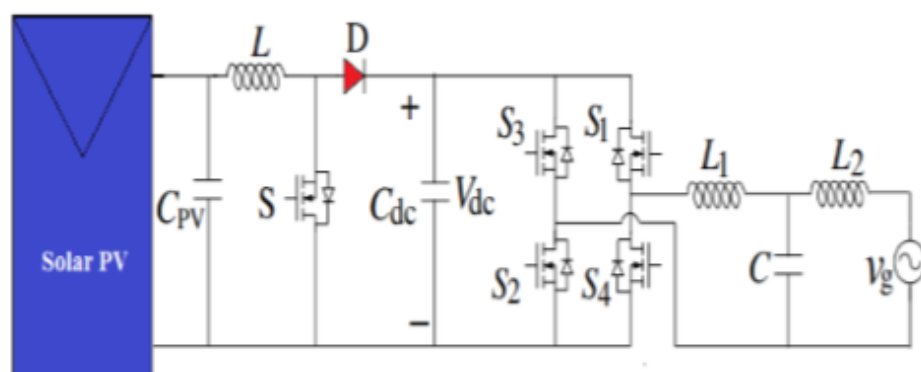 L
D
+
S3
S1
L1
L2
CPV
S
Cdc
Vdc
Solar PV
S2
S4
C
vg
−